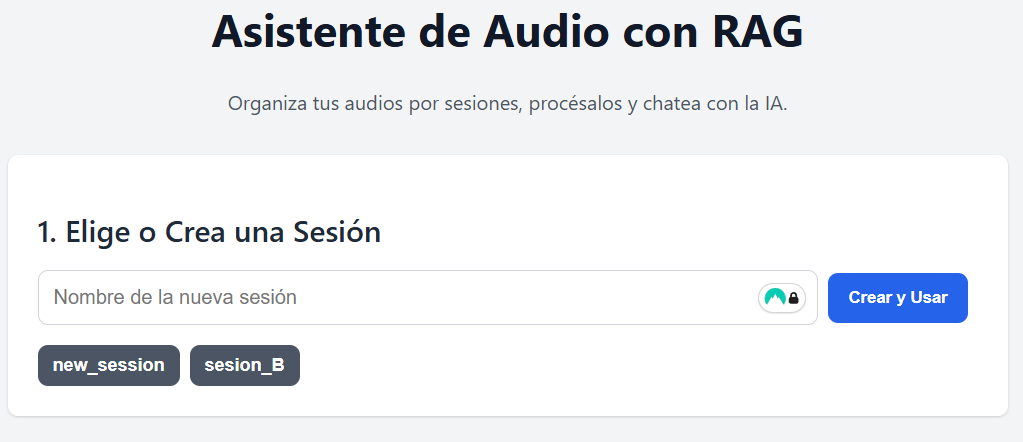 Asistente de Audio con RAG
Organiza tus audios por sesiones, procésalos y chatea con la IA.
1. Elige o Crea una Sesión
Nombre de la nueva sesión
Crear y Usar
new_session
sesion_B